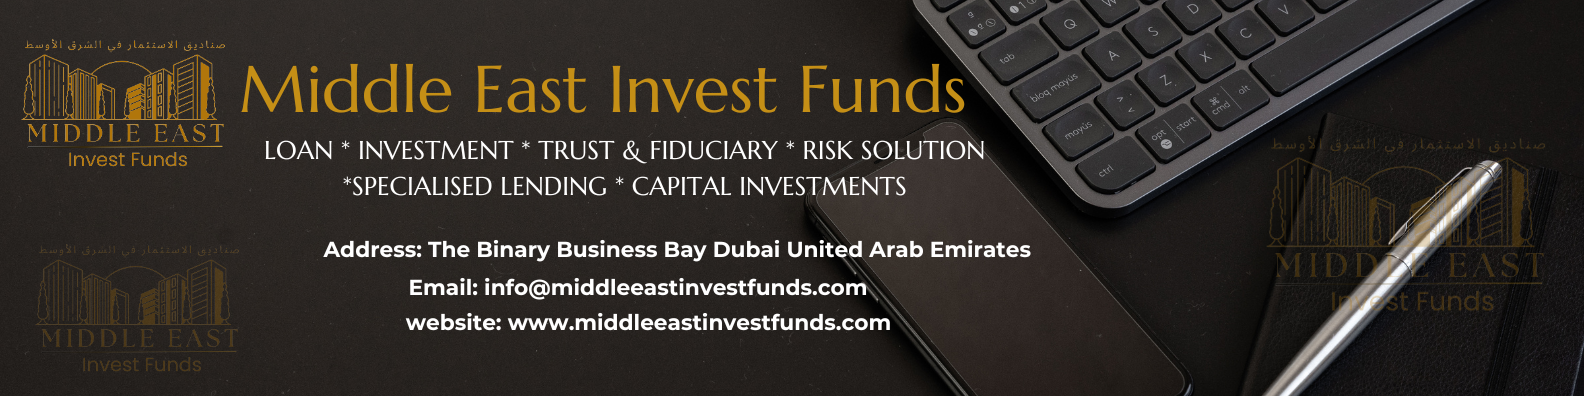 صناديق الاستثمار في الشرق الأوسط
MIDDLE EAST
Invest Funds
Middle East Invest Funds
LOAN * INVESTMENT * TRUST & FIDUCIARY * RISK SOLUTION
*SPECIALISED LENDING * CAPITAL INVESTMENTS
Address: The Binary Business Bay Dubai United Arab Emirates
Email: info@middleeastinvestfunds.com
website: www.middleeastinvestfunds.com
صناديق الاستثمار في الشرق الأوسط
MIDDLE EAST
Invest Funds
صناديق الاستثمار في الشرق الأوسط
MIDDLE EAST
Invest Funds
Q W
tab A S D V
bloq mayús Z X C
mayús > <
⌘ cmd alt
opt start
ctrl